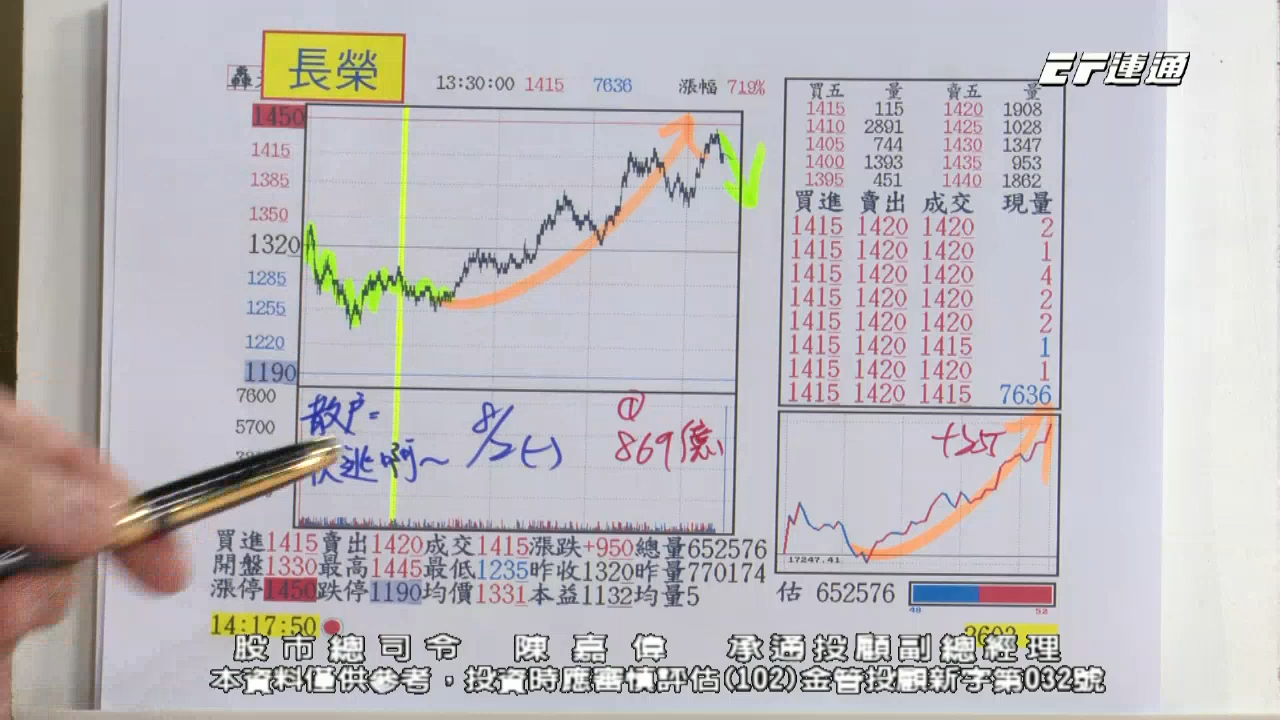 長榮
轟
13:30:00 1415 7636 漲幅 719%
ET運通
1450
1415
1385
1350
1320
1285
1255
1220
1190
7600
5700
買五 量 賣五 量
1415 115 1420 1908
1410 2891 1425 1028
1405 744 1430 1347
1400 1393 1435 953
1395 451 1440 1862
買進 賣出 成交 現量
1415 1420 1420 2
1415 1420 1420 1
1415 1420 1420 4
1415 1420 1420 2
1415 1420 1420 2
1415 1420 1415 1
1415 1420 1420 1
1415 1420 1415 7636
散户=
逃啊~
8/2(一)
①
869億
+257
17247.41
買進1415賣出1420成交1415漲跌+950總量652576
開盤1330最高1445最低1235昨收1320昨量770174
漲停1450跌停1190均價1331本益1132均量5
估 652576
48 52
14:17:50
股市總司令 陳嘉偉 承通投顧副總經理
本資料僅供參考，投資時應審慎評估(102)金管投顧新字第032號